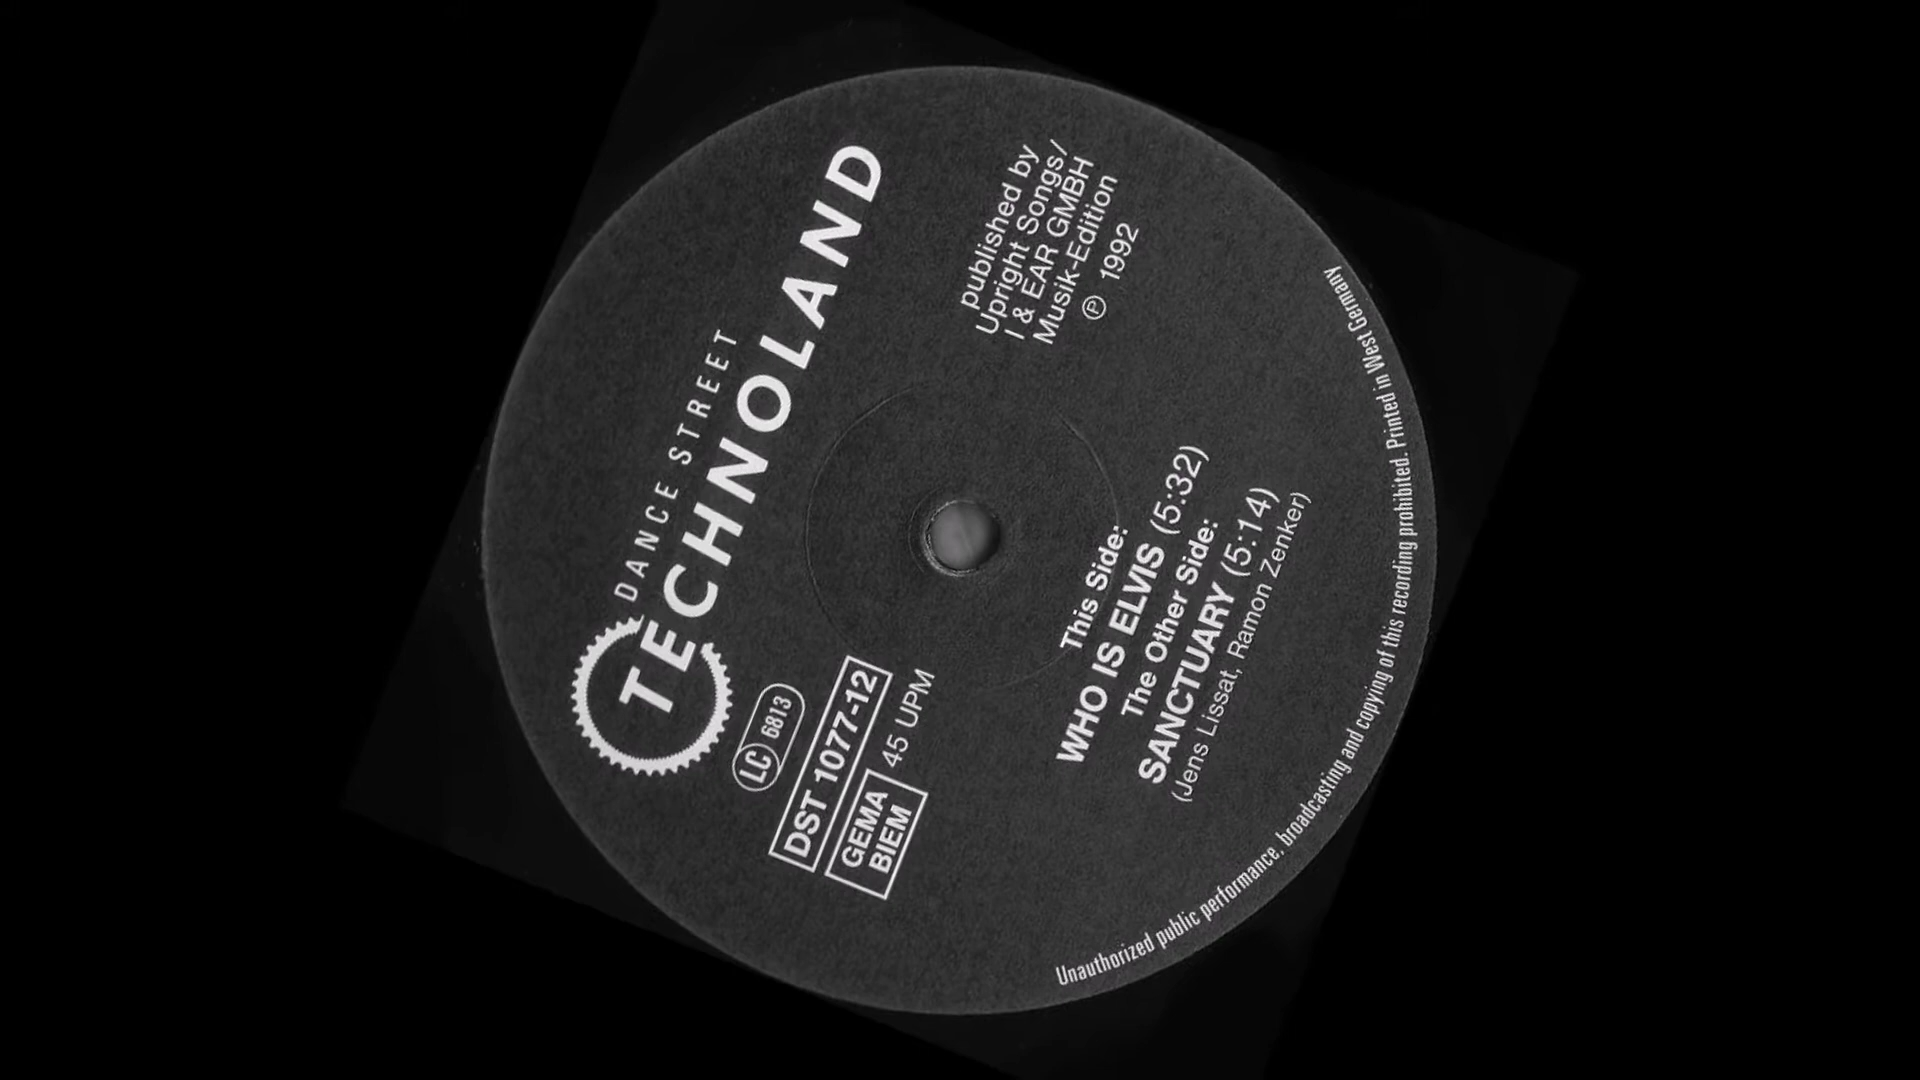 DANCE STREET
TECHNOLAND
LC 6813
DST 1077-12
GEMA
BIEM
45 UPM
published by
Upright Songs/
I & EAR GMBH
Musik-Edition
Ⓟ 1992
This Side:
WHO IS ELVIS (5:32)
The Other Side:
SANCTUARY (5:14)
(Jens Lissat, Ramon Zenker)
Unauthorized public performance, broadcasting and copying of this recording prohibited. Printed in West Germany